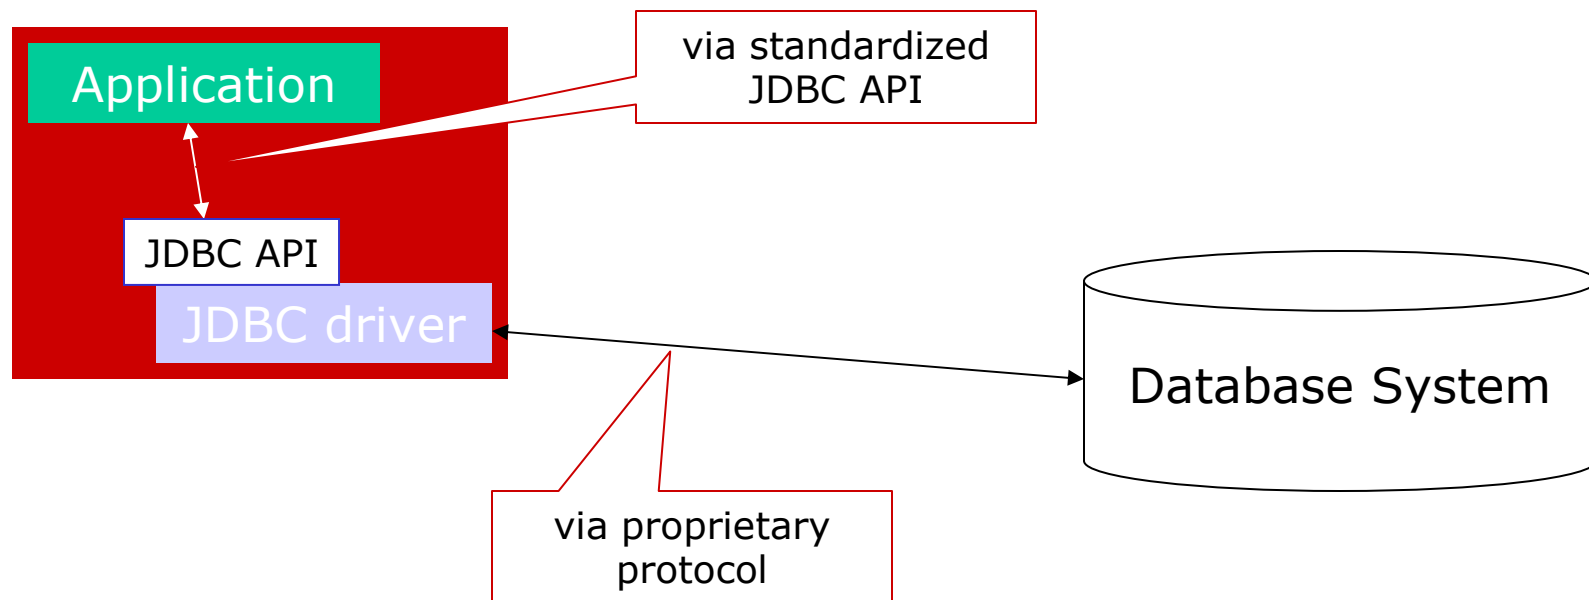 Application
via standardized
JDBC API
JDBC API
JDBC driver
Database System
via proprietary
protocol